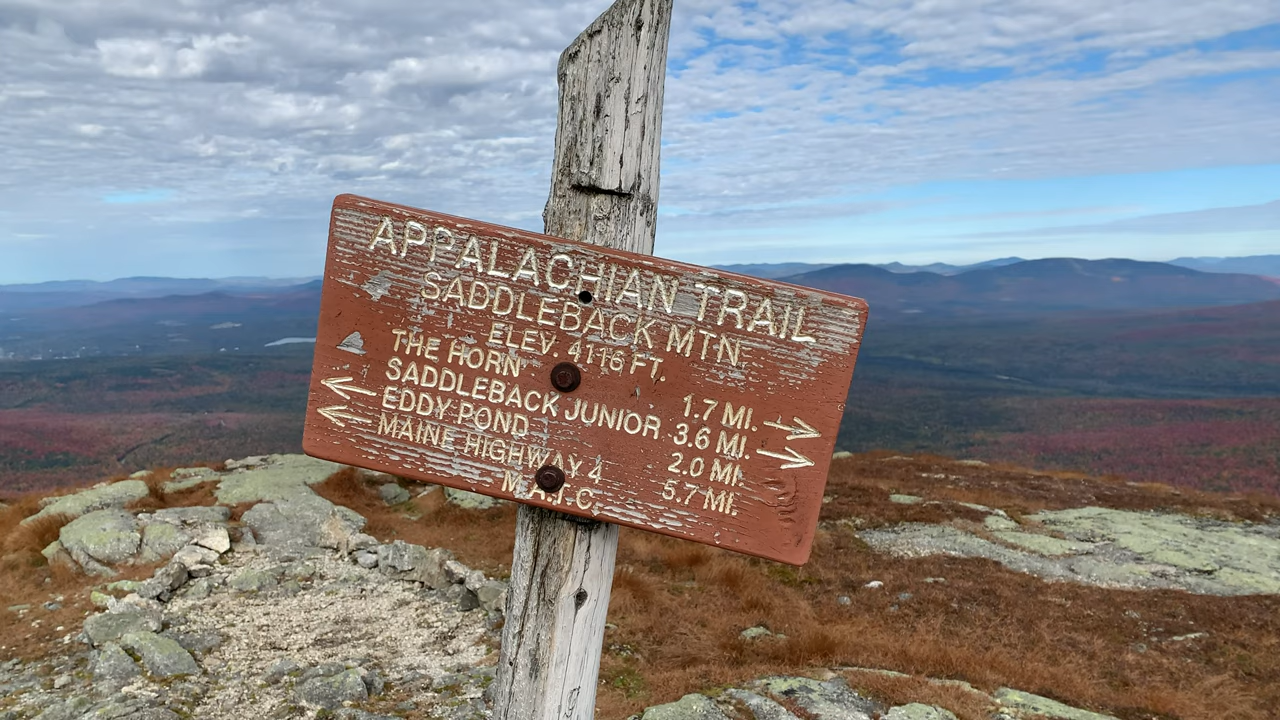 APPALACHIAN TRAIL
SADDLEBACK MTN
ELEV. 4116 FT.
THE HORN 1.7 MI.
SADDLEBACK JUNIOR 3.6 MI.
EDDY POND 2.0 MI.
MAINE HIGHWAY 4 5.7 MI.
M.A.T.C.